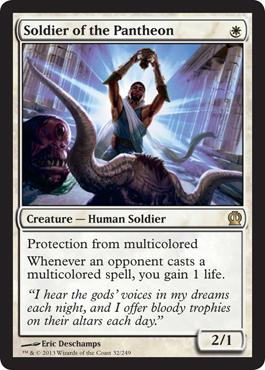 Soldier of the Pantheon
Creature — Human Soldier
Protection from multicolored
Whenever an opponent casts a
multicolored spell, you gain 1 life.
“I hear the gods’ voices in my dreams
each night, and I offer bloody trophies
on their altars each day.”
2/1
Eric Deschamps
™ & © 2013 Wizards of the Coast 32/249